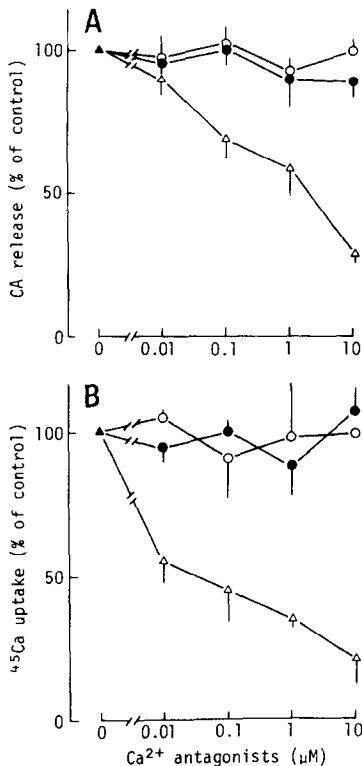 A
CA release (% of control)
100
50
0
0 0.01 0.1 1 10
B
⁴⁵Ca uptake (% of control)
100
50
0
0 0.01 0.1 1 10
Ca²⁺ antagonists (μM)